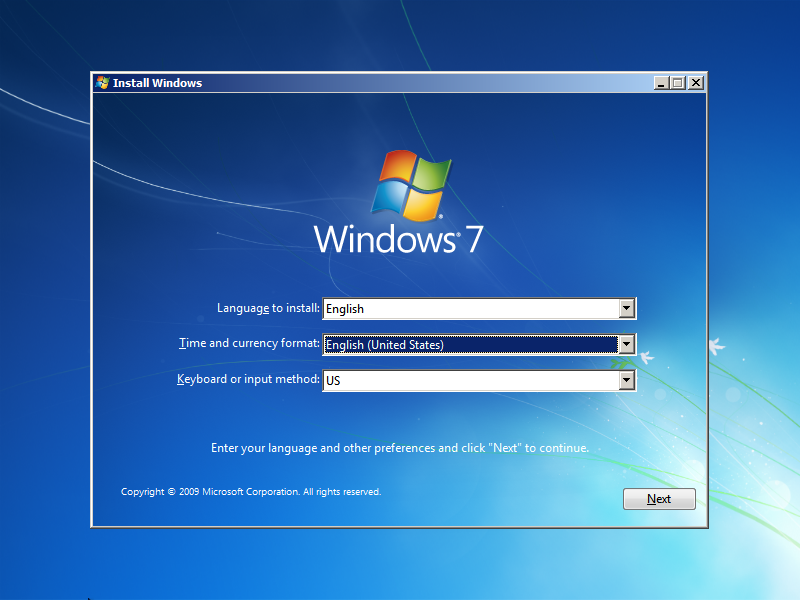 Install Windows
Windows® 7
Language to install: English
Time and currency format: English (United States)
Keyboard or input method: US
Enter your language and other preferences and click "Next" to continue.
Copyright © 2009 Microsoft Corporation. All rights reserved.
Next